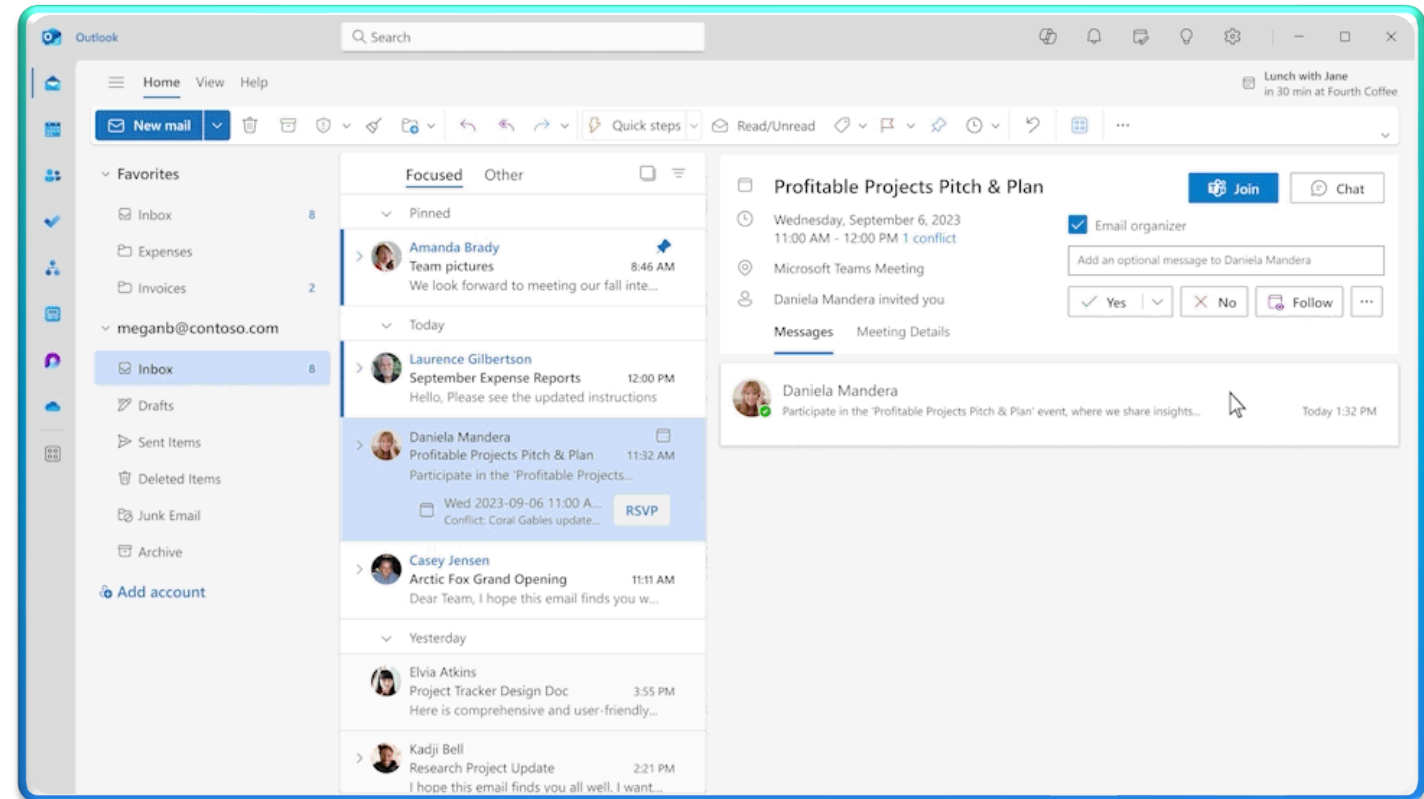 Outlook
Search
Home View Help
Lunch with Jane
in 30 min at Fourth Coffee
New mail
Quick steps
Read/Unread
Favorites
Inbox 8
Expenses
Invoices 2
meganb@contoso.com
Inbox 8
Drafts
Sent Items
Deleted Items
Junk Email
Archive
Add account
Focused Other
Pinned
Amanda Brady
Team pictures 8:46 AM
We look forward to meeting our fall inte...
Today
Laurence Gilbertson
September Expense Reports 12:00 PM
Hello, Please see the updated instructions
Daniela Mandera
Profitable Projects Pitch & Plan 11:32 AM
Participate in the 'Profitable Projects...
Wed 2023-09-06 11:00 A...
Conflict: Coral Gables update...
RSVP
Casey Jensen
Arctic Fox Grand Opening 11:11 AM
Dear Team, I hope this email finds you w...
Yesterday
Elvia Atkins
Project Tracker Design Doc 3:55 PM
Here is comprehensive and user-friendly...
Kadji Bell
Research Project Update 2:21 PM
I hope this email finds you all well. I want...
Profitable Projects Pitch & Plan
Join
Chat
Wednesday, September 6, 2023
11:00 AM - 12:00 PM 1 conflict
Microsoft Teams Meeting
Daniela Mandera invited you
Email organizer
Add an optional message to Daniela Mandera
Yes
No
Follow
Messages Meeting Details
Daniela Mandera
Participate in the 'Profitable Projects Pitch & Plan' event, where we share insights...
Today 1:32 PM